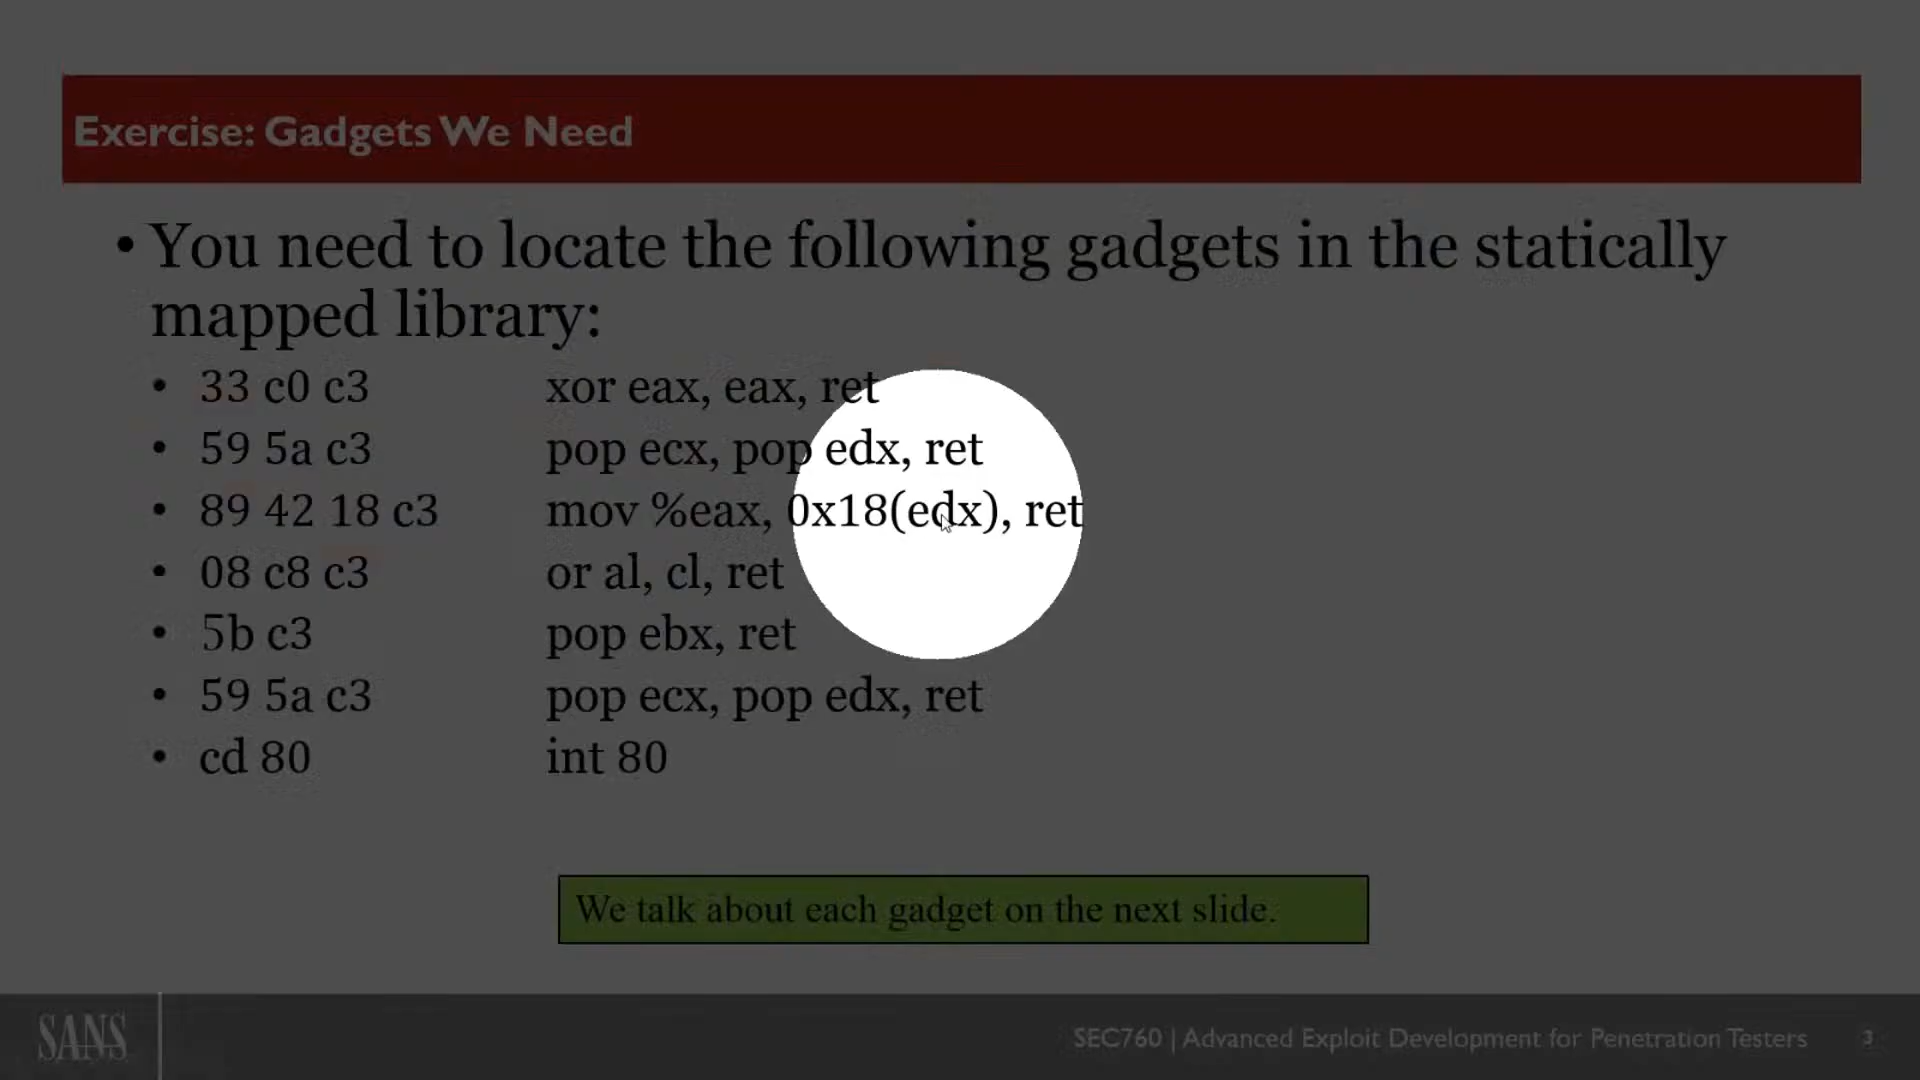 Exercise: Gadgets We Need
• You need to locate the following gadgets in the statically
mapped library:
• 33 c0 c3 xor eax, eax, ret
• 59 5a c3 pop ecx, pop edx, ret
• 89 42 18 c3 mov %eax, 0x18(edx), ret
• 08 c8 c3 or al, cl, ret
• 5b c3 pop ebx, ret
• 59 5a c3 pop ecx, pop edx, ret
• cd 80 int 80
We talk about each gadget on the next slide.
SANS SEC760 | Advanced Exploit Development for Penetration Testers 3